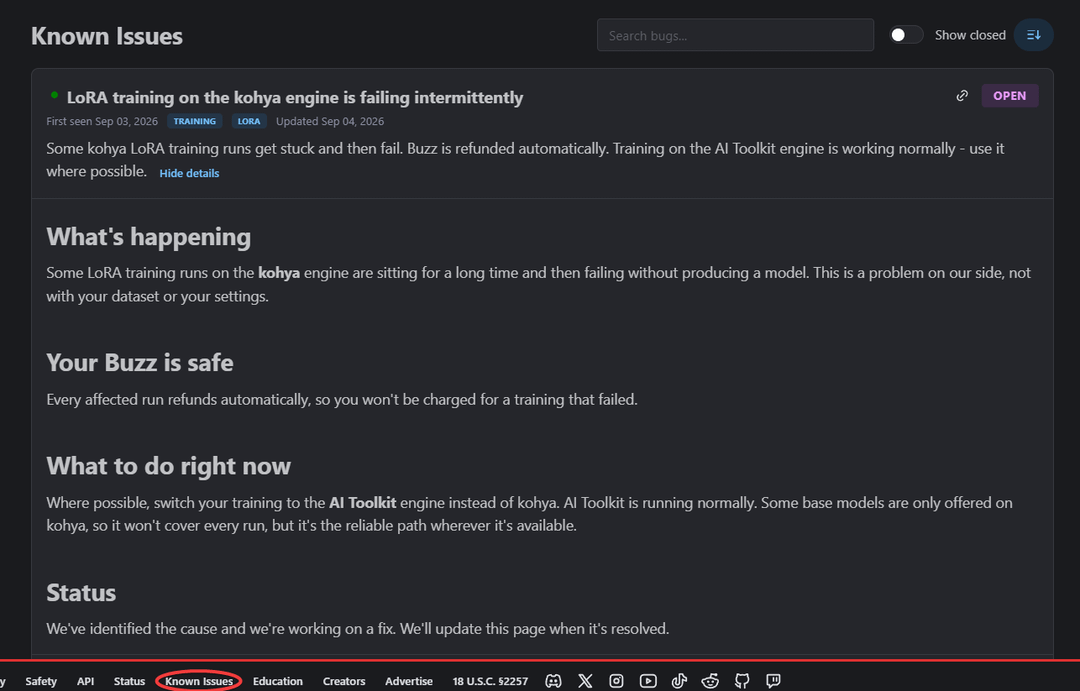 Known Issues
Search bugs...
Show closed
LoRA training on the kohya engine is failing intermittently
OPEN
First seen Sep 03, 2026 TRAINING LORA Updated Sep 04, 2026
Some kohya LoRA training runs get stuck and then fail. Buzz is refunded automatically. Training on the AI Toolkit engine is working normally - use it
where possible. Hide details
What's happening
Some LoRA training runs on the kohya engine are sitting for a long time and then failing without producing a model. This is a problem on our side, not
with your dataset or your settings.
Your Buzz is safe
Every affected run refunds automatically, so you won't be charged for a training that failed.
What to do right now
Where possible, switch your training to the AI Toolkit engine instead of kohya. AI Toolkit is running normally. Some base models are only offered on
kohya, so it won't cover every run, but it's the reliable path wherever it's available.
Status
We've identified the cause and we're working on a fix. We'll update this page when it's resolved.
y Safety API Status Known Issues Education Creators Advertise 18 U.S.C. §2257